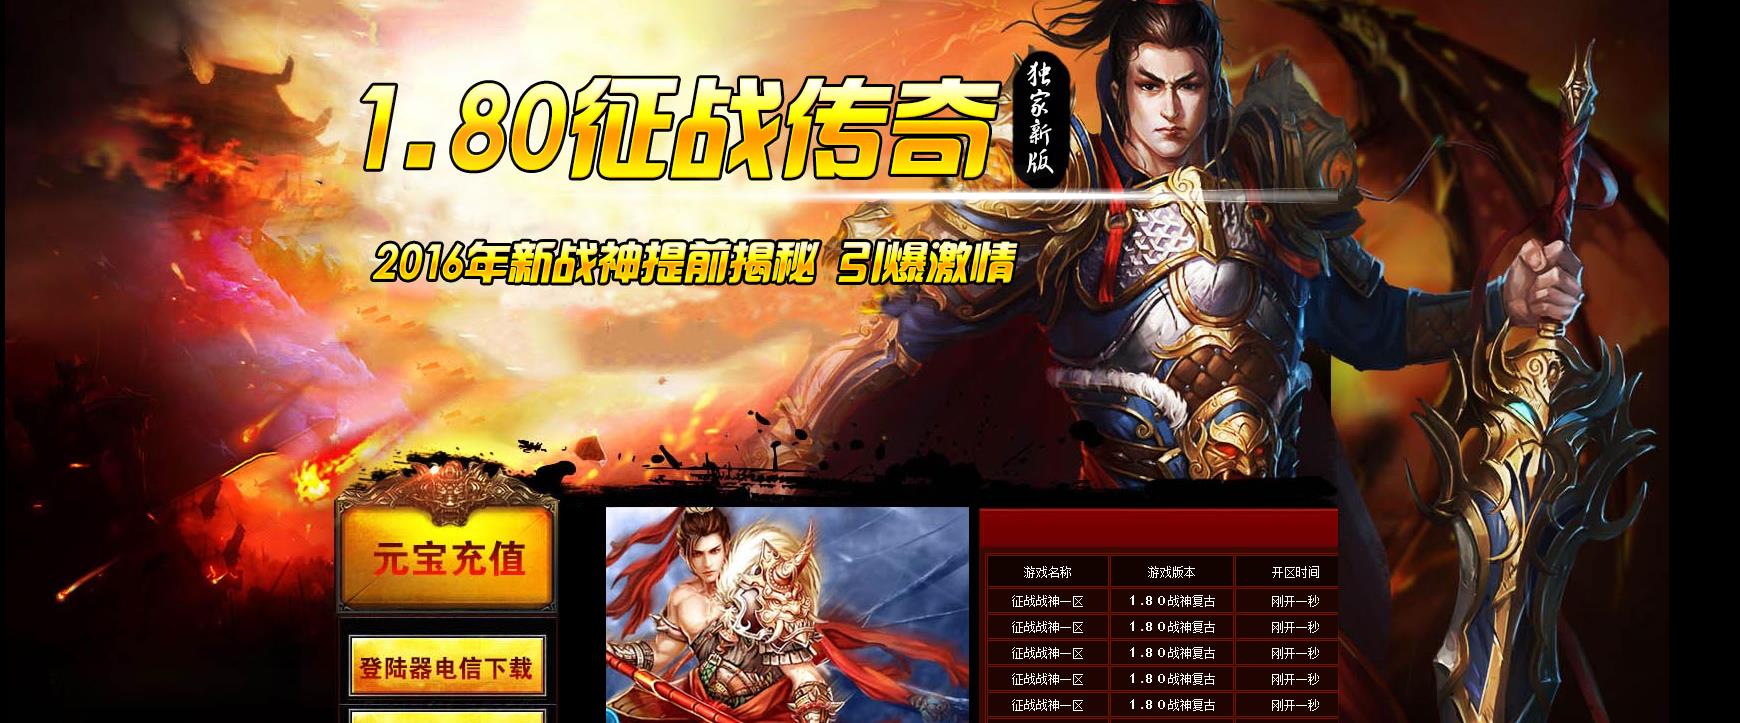 1.80征战传奇
独家新版
2016年新战神提前揭秘 引爆激情
元宝充值
登陆器电信下载
游戏名称 游戏版本 开区时间
征战战神一区 1.80战神复古 刚开一秒
征战战神一区 1.80战神复古 刚开一秒
征战战神一区 1.80战神复古 刚开一秒
征战战神一区 1.80战神复古 刚开一秒
征战战神一区 1.80战神复古 刚开一秒